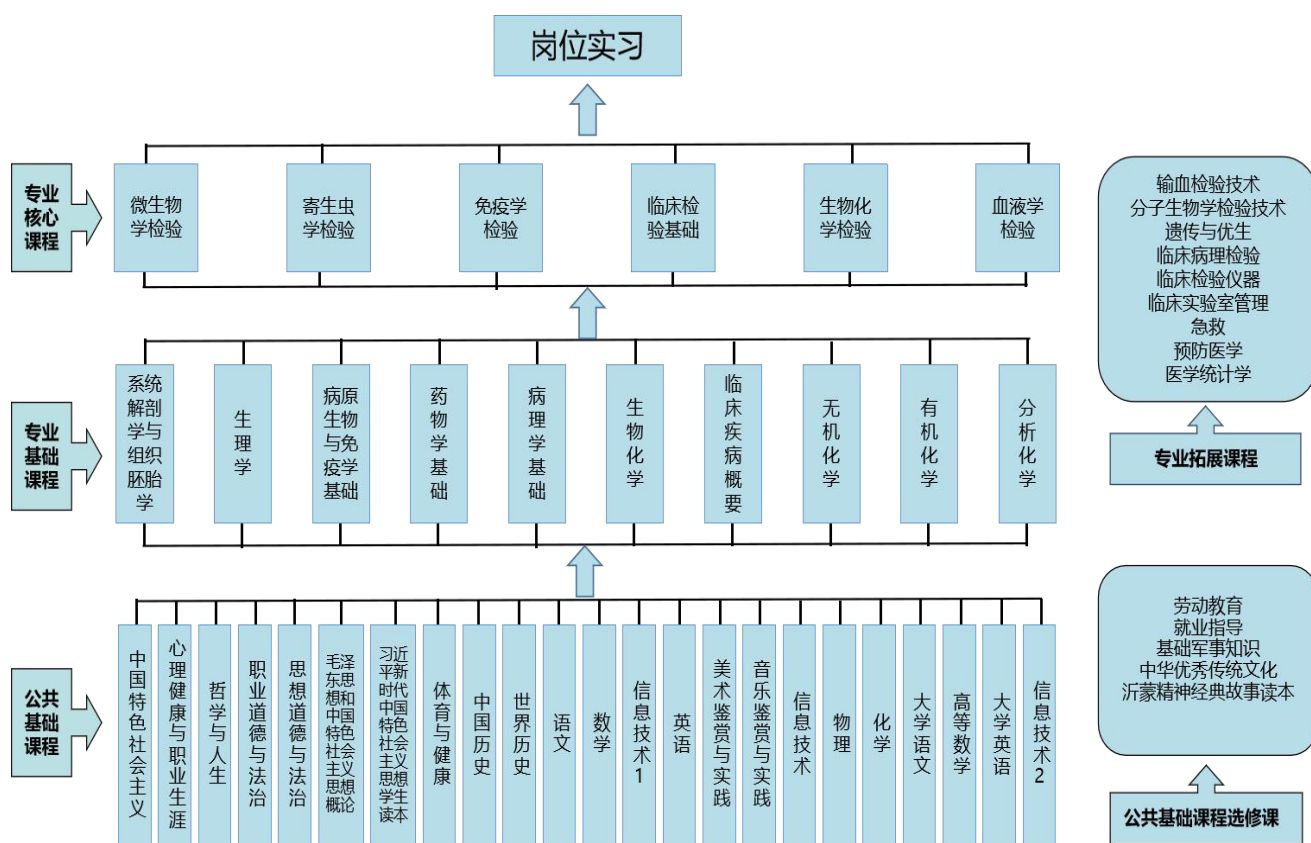 岗位实习
专业
核心
课程
微生物
学检验
寄生虫
学检验
免疫学
检验
临床检
验基础
生物化
学检验
血液学
检验
输血检验技术
分子生物学检验技术
遗传与优生
临床病理检验
临床检验仪器
临床实验室管理
急救
预防医学
医学统计学
专业拓展课程
专业
基础
课程
系统
解剖
学与
组织
胚胎
学
生理学
病原
生物
与免
疫学
基础
药物学基础
病理学基础
生物化学
临床疾病概要
无机化学
有机化学
分析化学
公共
基础
课程
中国特色社会主义
心理健康与职业生涯
哲学与人生
职业道德与法治
思想道德与法治
毛泽
东思
想和
中国
特色
社会
主义
思想
概论
习近
平新
时代
中国
特色
社会
主义
思想
学生
读本
体育与健康
中国历史
世界历史
语文
数学
信息技术1
英语
美术鉴赏与实践
音乐鉴赏与实践
信息技术
物理
化学
大学语文
高等数学
大学英语
信息技术2
劳动教育
就业指导
基础军事知识
中华优秀传统文化
沂蒙精神经典故事读本
公共基础课程选修课